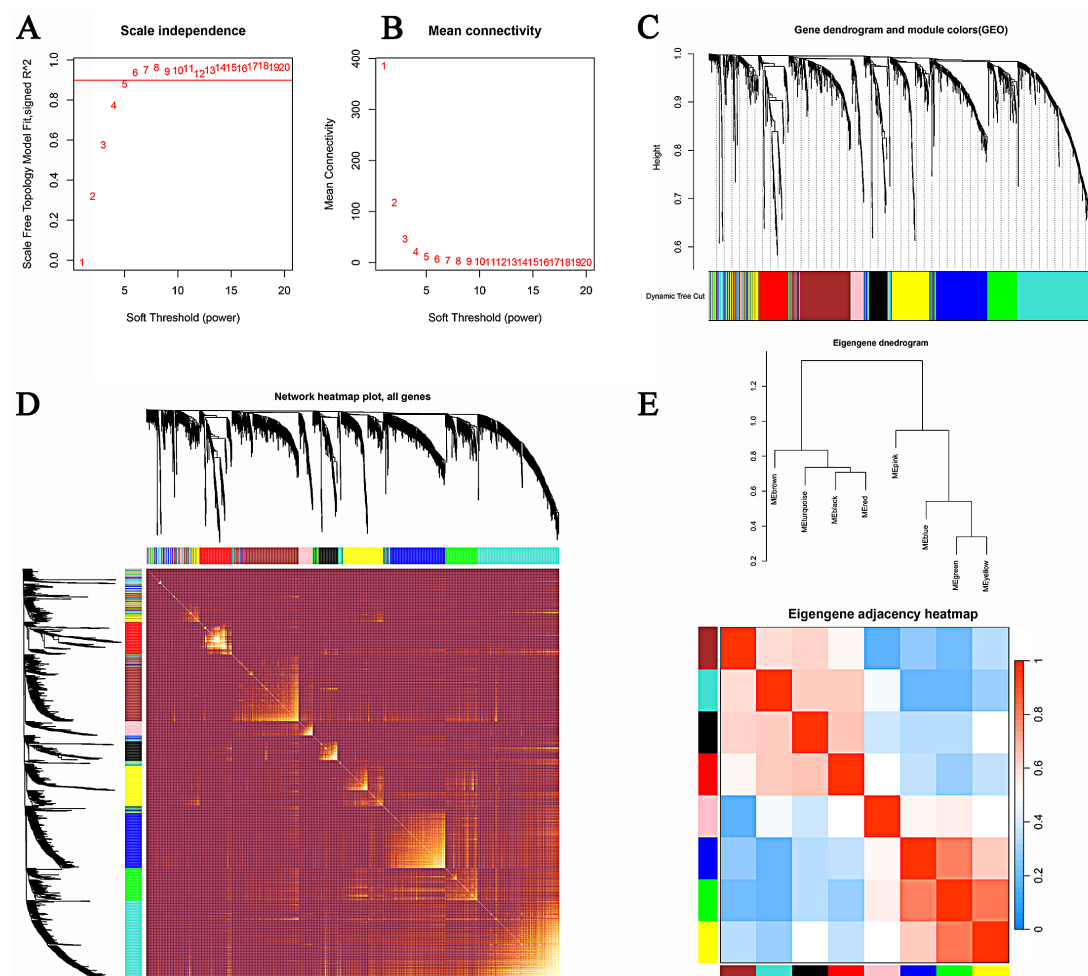 A
Scale independence
Scale Free Topology Model Fit,signed R^2
1.0
0.8
0.6
0.4
0.2
0.0
1
2
3
4
5
6 7 8 9 10 11 12 13 14 15 16 17 18 19 20
5 10 15 20
Soft Threshold (power)
B
Mean connectivity
Mean Connectivity
400
300
200
100
0
1
2
3
4 5 6 7 8 9 10 11 12 13 14 15 16 17 18 19 20
5 10 15 20
Soft Threshold (power)
C
Gene dendrogram and module colors(GEO)
Height
1.0
0.9
0.8
0.7
0.6
Dynamic Tree Cut
D
Network heatmap plot, all genes
E
Eigengene dnedrogram
1.2
1.0
0.8
0.6
0.4
0.2
MEbrown
MEturquoise
MEblack
MEred
MEpink
MEblue
MEgreen
MEyellow
Eigengene adjacency heatmap
1
0.8
0.6
0.4
0.2
0